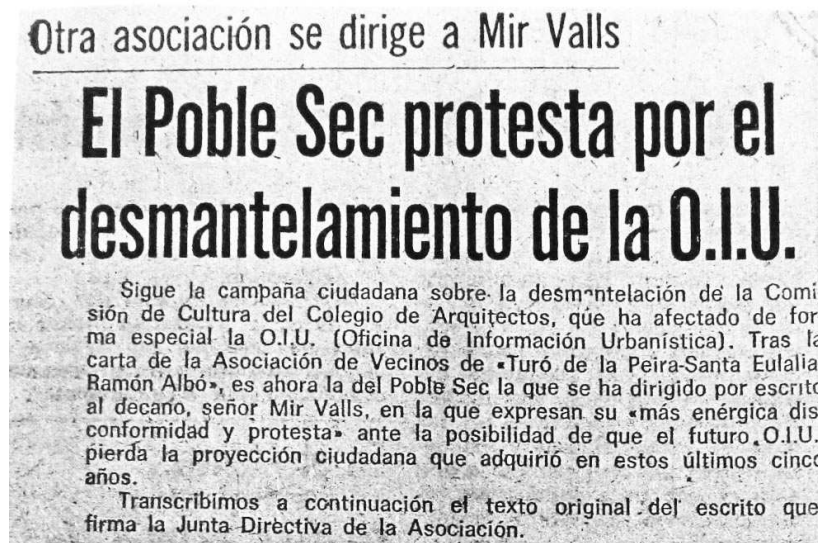 Otra asociación se dirige a Mir Valls
El Poble Sec protesta por el
desmantelamiento de la O.I.U.
Sigue la campaña ciudadana sobre la desmantelación de la Comi
sión de Cultura del Colegio de Arquitectos, que ha afectado de for
ma especial la O.I.U. (Oficina de Información Urbanística). Tras la
carta de la Asociación de Vecinos de «Turó de la Peira-Santa Eulalia
Ramón Albó», es ahora la del Poble Sec la que se ha dirigido por escrito
al decano, señor Mir Valls, en la que expresan su «más enérgica dis
conformidad y protesta» ante la posibilidad de que el futuro O.I.U.
pierda la proyección ciudadana que adquirió en estos últimos cinco
años.
Transcribimos a continuación el texto original del escrito que
firma la Junta Directiva de la Asociación.